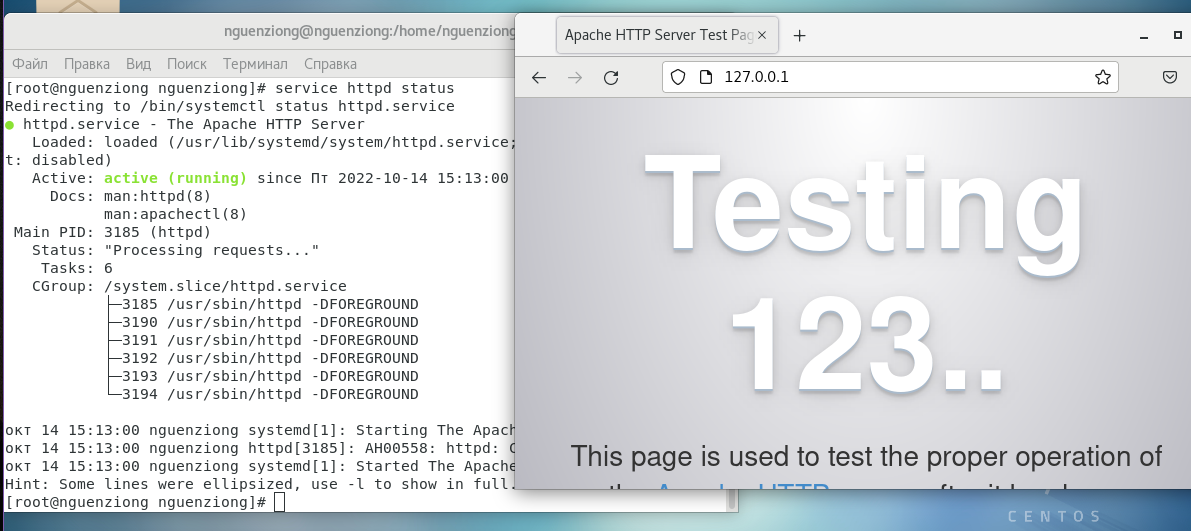 nguenziong@nguenziong:/home/nguenziong
Файл Правка Вид Поиск Терминал Справка
[root@nguenziong nguenziong]# service httpd status
Redirecting to /bin/systemctl status httpd.service
● httpd.service - The Apache HTTP Server
Loaded: loaded (/usr/lib/systemd/system/httpd.service;
t: disabled)
Active: active (running) since Пт 2022-10-14 15:13:00
Docs: man:httpd(8)
man:apachectl(8)
Main PID: 3185 (httpd)
Status: "Processing requests..."
Tasks: 6
CGroup: /system.slice/httpd.service
├─3185 /usr/sbin/httpd -DFOREGROUND
├─3190 /usr/sbin/httpd -DFOREGROUND
├─3191 /usr/sbin/httpd -DFOREGROUND
├─3192 /usr/sbin/httpd -DFOREGROUND
├─3193 /usr/sbin/httpd -DFOREGROUND
└─3194 /usr/sbin/httpd -DFOREGROUND
окт 14 15:13:00 nguenziong systemd[1]: Starting The Apach
окт 14 15:13:00 nguenziong httpd[3185]: AH00558: httpd:
окт 14 15:13:00 nguenziong systemd[1]: Started The Apache
Hint: Some lines were ellipsized, use -l to show in full.
[root@nguenziong nguenziong]#
Apache HTTP Server Test Pag
127.0.0.1
Testing
123..
This page is used to test the proper operation of
the Apache HTTP
CENTOS